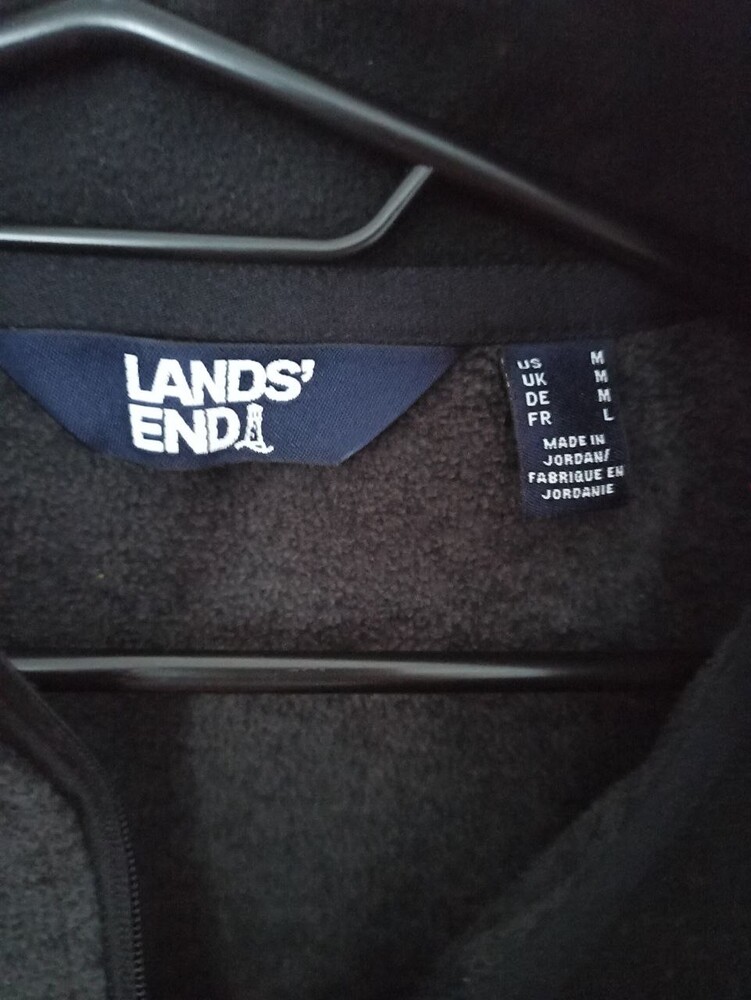 LANDS'
END
US M
UK M
DE M
FR L
MADE IN
JORDAN/
FABRIQUE EN
JORDANIE